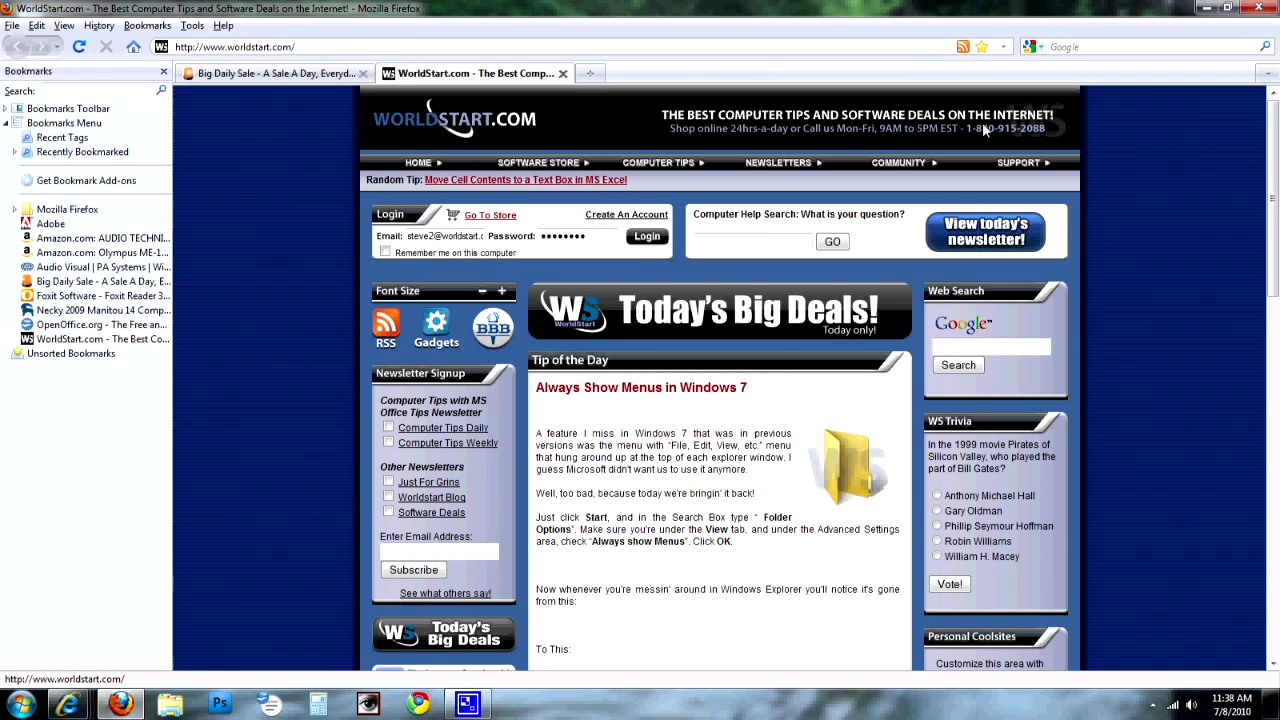 WorldStart.com - The Best Computer Tips and Software Deals on the Internet! - Mozilla Firefox
File Edit View History Bookmarks Tools Help
http://www.worldstart.com/
Google
Bookmarks
Big Daily Sale - A Sale A Day, Everyd...
WorldStart.com - The Best Comp...
Search:
Bookmarks Toolbar
Bookmarks Menu
Recent Tags
Recently Bookmarked
Get Bookmark Add-ons
Mozilla Firefox
Adobe
Amazon.com: AUDIO TECHNI...
Amazon.com: Olympus ME-1...
Audio Visual | PA Systems | Wi...
Big Daily Sale - A Sale A Day, E...
Foxit Software - Foxit Reader 3...
Necky 2009 Manitou 14 Comp...
OpenOffice.org - The Free an...
WorldStart.com - The Best Co...
Unsorted Bookmarks
WORLDSTART.COM
THE BEST COMPUTER TIPS AND SOFTWARE DEALS ON THE INTERNET!
Shop online 24hrs-a-day or Call us Mon-Fri, 9AM to 5PM EST - 1-800-915-2088
HOME SOFTWARE STORE COMPUTER TIPS NEWSLETTERS COMMUNITY SUPPORT
Random Tip: Move Cell Contents to a Text Box in MS Excel
Login Go To Store Create An Account
Email: steve2@worldstart.c Password: ••••••••
Login
Remember me on this computer
Computer Help Search: What is your question?
GO
View today's
newsletter!
Font Size - +
RSS
Gadgets
BBB
Newsletter Signup
Computer Tips with MS
Office Tips Newsletter
Computer Tips Daily
Computer Tips Weekly
Other Newsletters
Just For Grins
Worldstart Blog
Software Deals
Enter Email Address:
Subscribe
See what others say!
WS Today's
Big Deals
WS
WorldStart
Today's Big Deals!
Today only!
Tip of the Day
Always Show Menus in Windows 7
A feature I miss in Windows 7 that was in previous
versions was the menu with "File, Edit, View, etc." menu
that hung around up at the top of each explorer window. I
guess Microsoft didn't want us to use it anymore.
Well, too bad, because today we're bringin' it back!
Just click Start, and in the Search Box type " Folder
Options". Make sure you're under the View tab, and under the Advanced Settings
area, check "Always show Menus". Click OK.
Now whenever you're messin' around in Windows Explorer you'll notice it's gone
from this:
To This:
Web Search
Google™
Search
WS Trivia
In the 1999 movie Pirates of
Silicon Valley, who played the
part of Bill Gates?
Anthony Michael Hall
Gary Oldman
Phillip Seymour Hoffman
Robin Williams
William H. Macey
Vote!
Personal Coolsites
Customize this area with
http://www.worldstart.com/
Ps
11:38 AM
7/8/2010